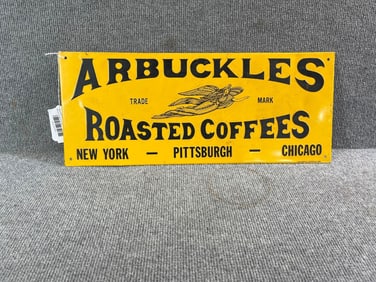 ARBUCKLES
TRADE MARK
ROASTED COFFEES
NEW YORK — PITTSBURGH — CHICAGO